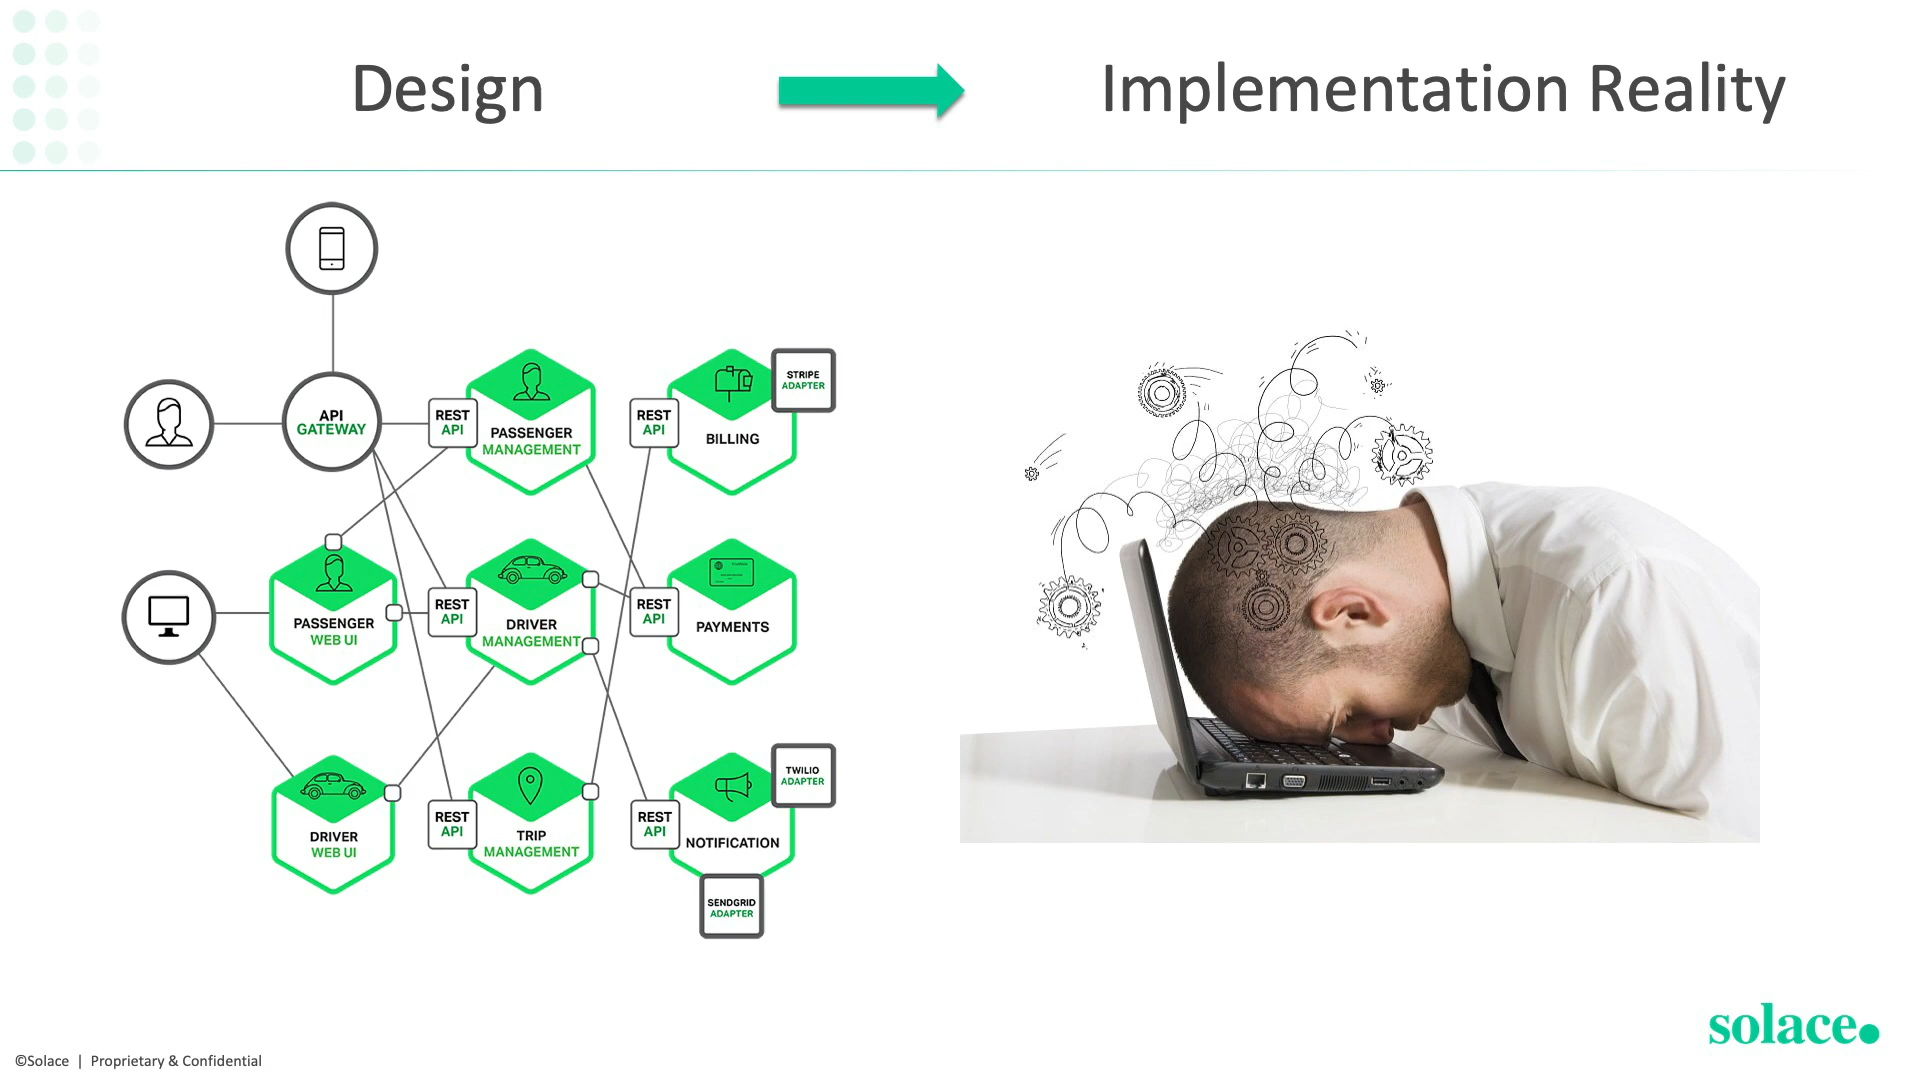 Design
Implementation Reality
API
GATEWAY
REST
API
PASSENGER
MANAGEMENT
REST
API
BILLING
STRIPE
ADAPTER
PASSENGER
WEB UI
REST
API
DRIVER
MANAGEMENT
REST
API
PAYMENTS
DRIVER
WEB UI
REST
API
TRIP
MANAGEMENT
REST
API
NOTIFICATION
TWILIO
ADAPTER
SENDGRID
ADAPTER
solace.
©Solace | Proprietary & Confidential